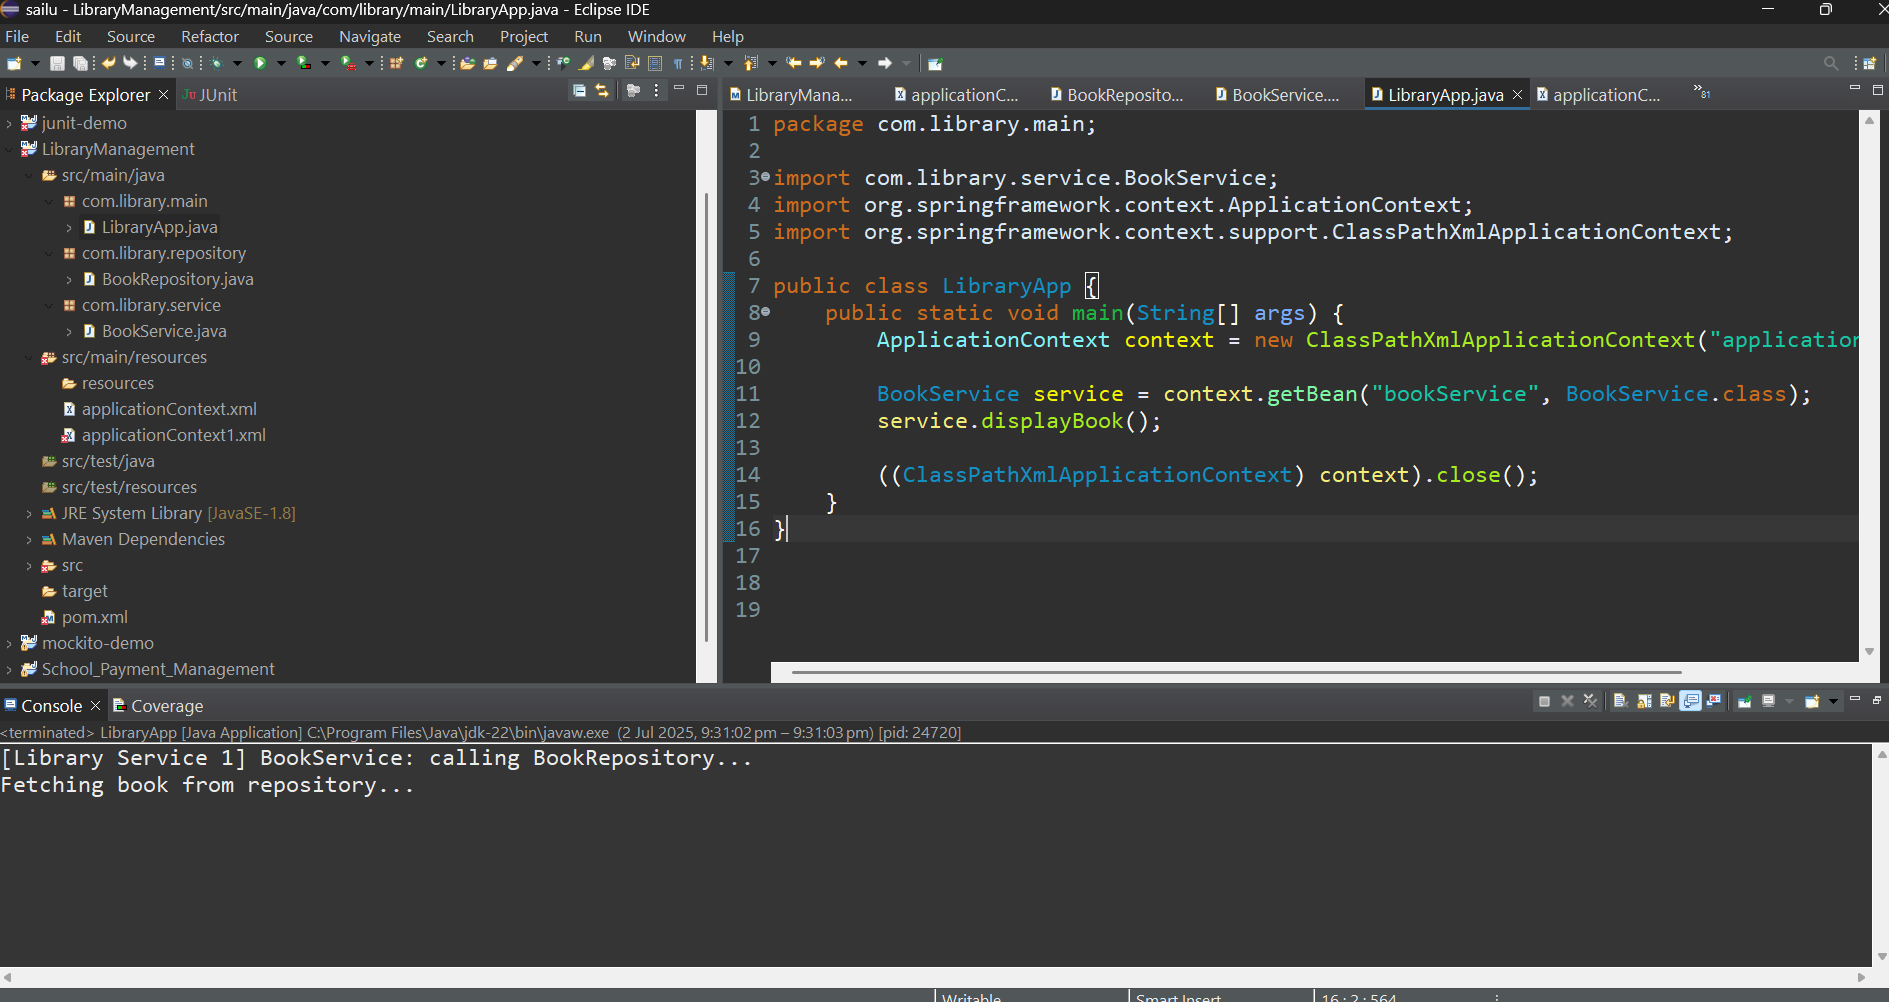 sailu - LibraryManagement/src/main/java/com/library/main/LibraryApp.java - Eclipse IDE
File Edit Source Refactor Source Navigate Search Project Run Window Help
Package Explorer JUnit
LibraryMana... applicationC... BookReposito... BookService.... LibraryApp.java applicationC... »81
junit-demo
LibraryManagement
src/main/java
com.library.main
LibraryApp.java
com.library.repository
BookRepository.java
com.library.service
BookService.java
src/main/resources
resources
applicationContext.xml
applicationContext1.xml
src/test/java
src/test/resources
JRE System Library [JavaSE-1.8]
Maven Dependencies
src
target
pom.xml
mockito-demo
School_Payment_Management
1 package com.library.main;
2
3 import com.library.service.BookService;
4 import org.springframework.context.ApplicationContext;
5 import org.springframework.context.support.ClassPathXmlApplicationContext;
6
7 public class LibraryApp {
8 public static void main(String[] args) {
9 ApplicationContext context = new ClassPathXmlApplicationContext("application
10
11 BookService service = context.getBean("bookService", BookService.class);
12 service.displayBook();
13
14 ((ClassPathXmlApplicationContext) context).close();
15 }
16 }
17
18
19
Console Coverage
<terminated> LibraryApp [Java Application] C:\Program Files\Java\jdk-22\bin\javaw.exe (2 Jul 2025, 9:31:02 pm – 9:31:03 pm) [pid: 24720]
[Library Service 1] BookService: calling BookRepository...
Fetching book from repository...
Writable Smart Insert 16 : 2 : 564